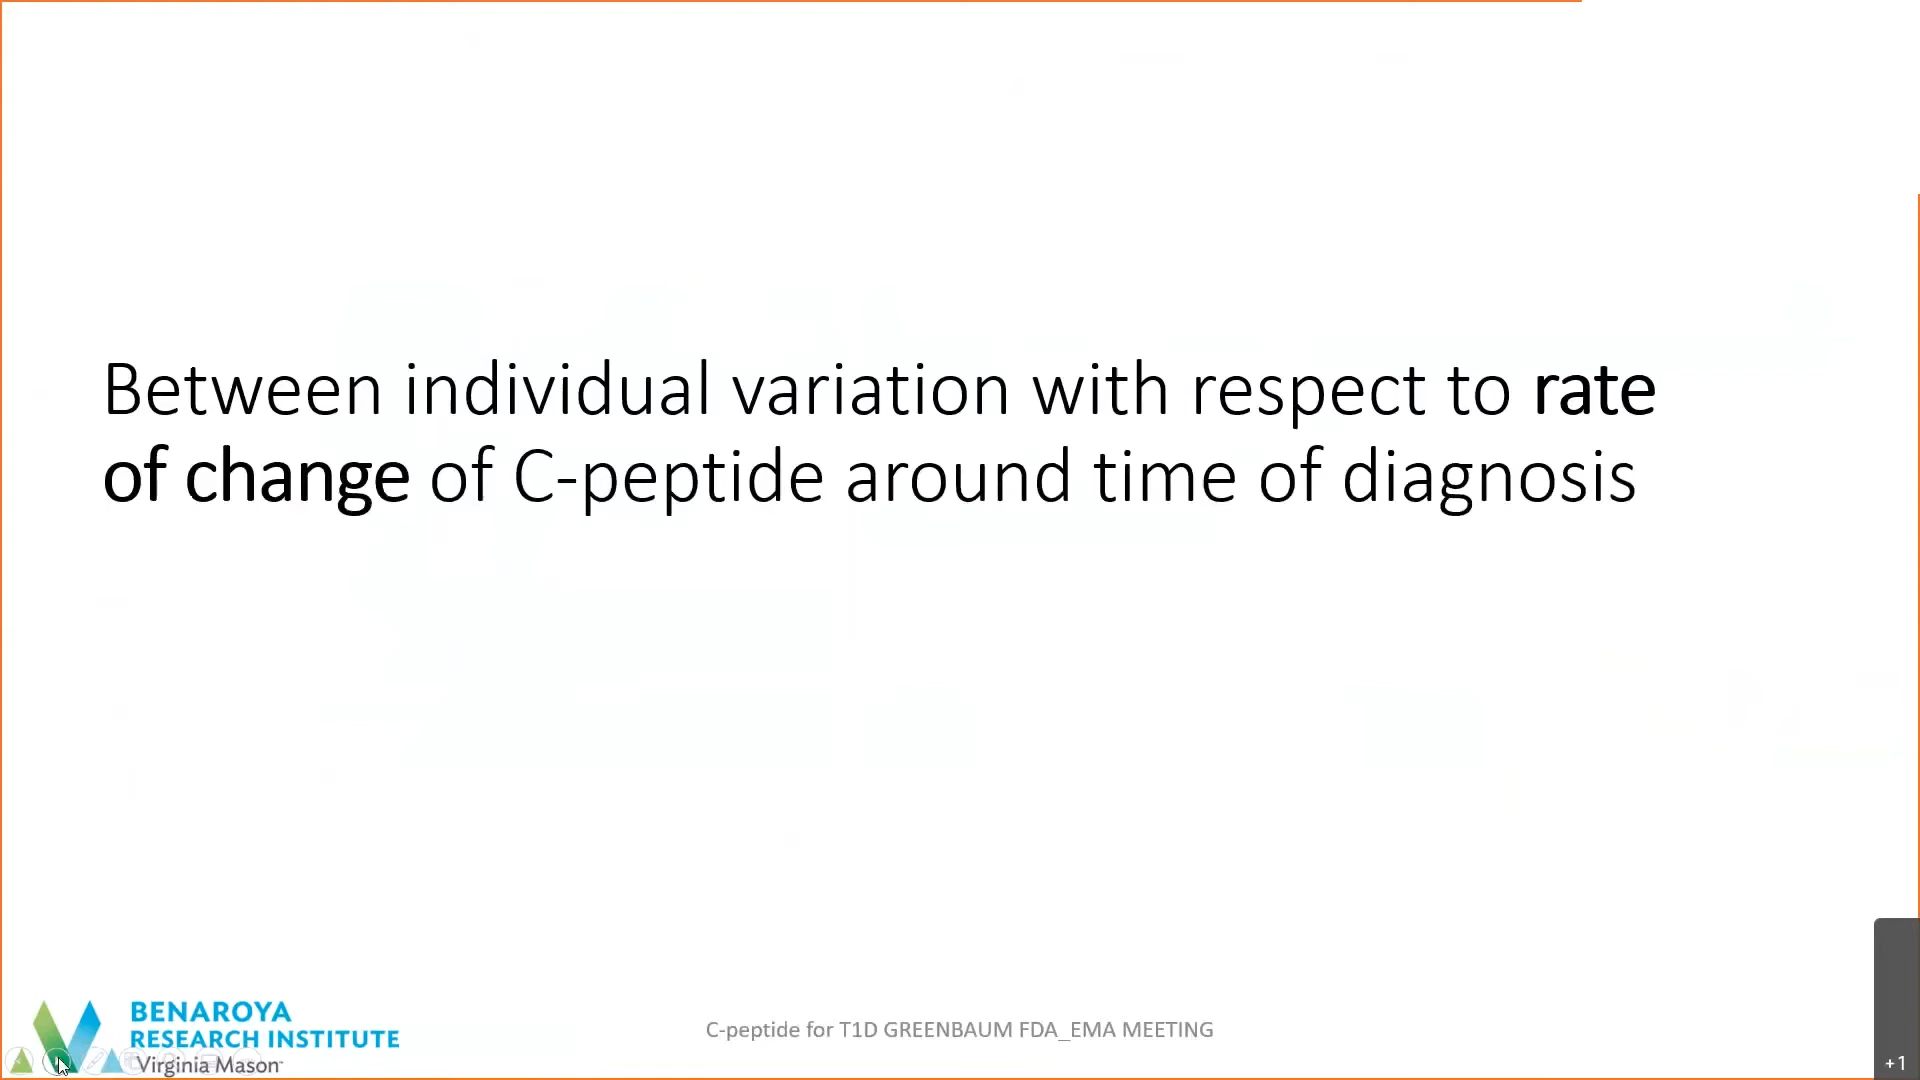 Between individual variation with respect to rate
of change of C-peptide around time of diagnosis
BENAROYA
RESEARCH INSTITUTE
Virginia Mason
C-peptide for T1D GREENBAUM FDA_EMA MEETING
+1